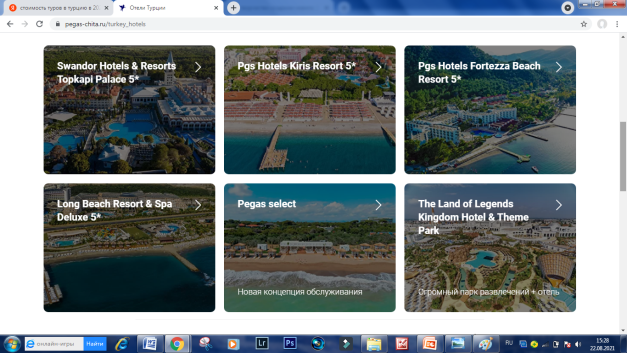 стоимость туров в турцию в 20
Отели Турции
pegas-chita.ru/turkey_hotels
Swandor Hotels & Resorts
Topkapi Palace 5*
Pgs Hotels Kiris Resort 5*
Pgs Hotels Fortezza Beach
Resort 5*
Long Beach Resort & Spa
Deluxe 5*
Pegas select
Новая концепция обслуживания
The Land of Legends
Kingdom Hotel & Theme
Park
Огромный парк развлечений + отель
онлайн-игры
Найти
Lr
Ps
RU
15:28
22.08.2021